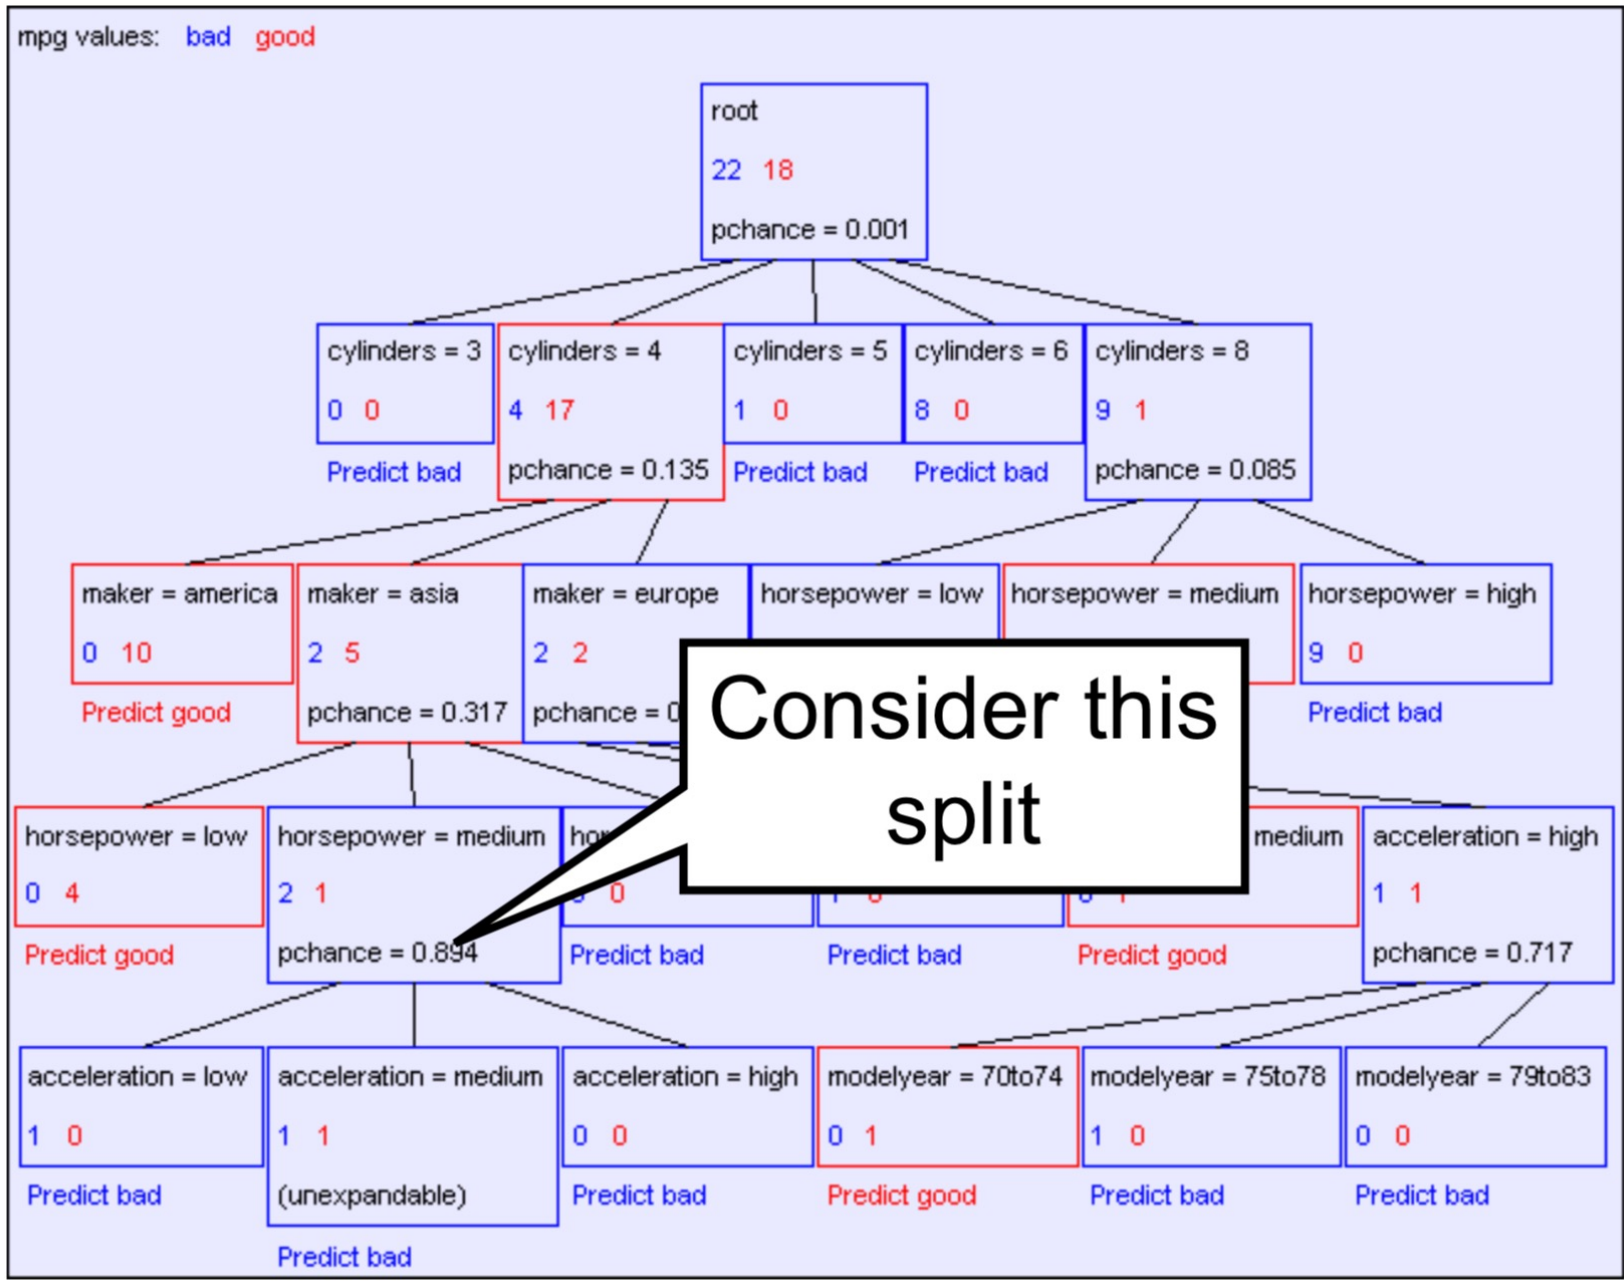 mpg values: bad good
root
22 18
pchance = 0.001
cylinders = 3
0 0
Predict bad
cylinders = 4
4 17
pchance = 0.135
cylinders = 5
1 0
Predict bad
cylinders = 6
8 0
Predict bad
cylinders = 8
9 1
pchance = 0.085
maker = america
0 10
Predict good
maker = asia
2 5
pchance = 0.317
maker = europe
2 2
pchance = 0
horsepower = low
horsepower = medium
horsepower = high
9 0
Predict bad
Consider this
split
horsepower = low
0 4
Predict good
horsepower = medium
2 1
pchance = 0.894
0
Predict bad
Predict bad
medium
Predict good
acceleration = high
1 1
pchance = 0.717
acceleration = low
1 0
Predict bad
acceleration = medium
1 1
(unexpandable)
Predict bad
acceleration = high
0 0
Predict bad
modelyear = 70to74
0 1
Predict good
modelyear = 75to78
1 0
Predict bad
modelyear = 79to83
0 0
Predict bad